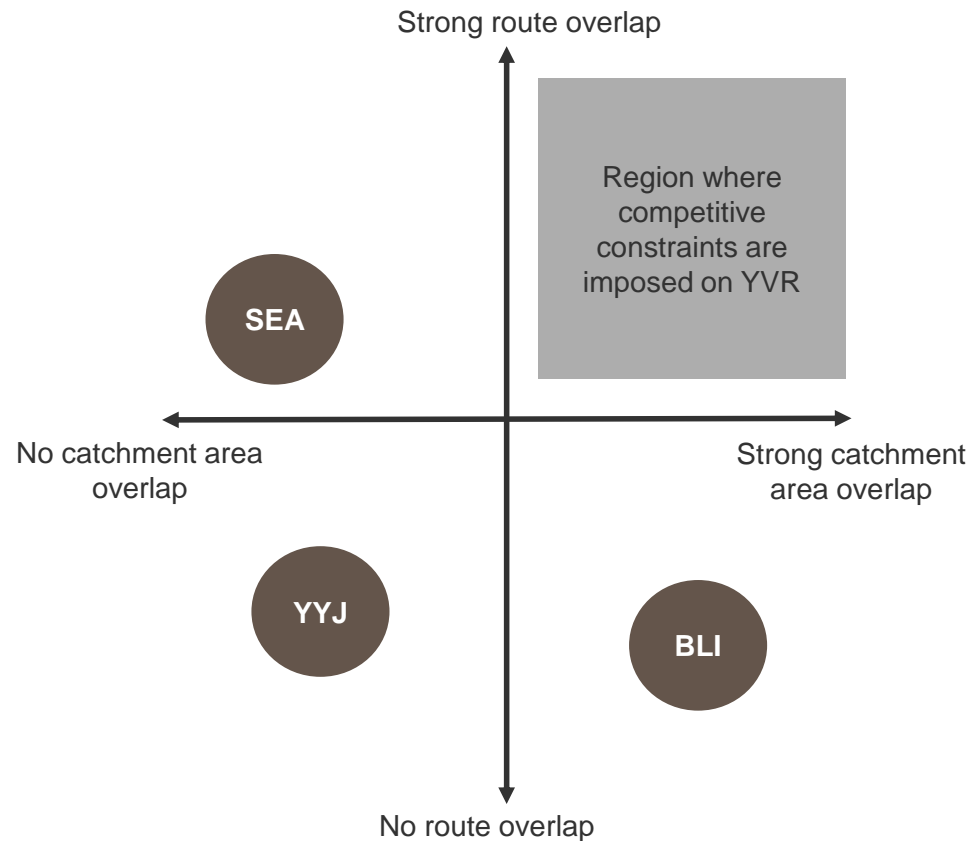 Strong route overlap
Region where
competitive
constraints are
imposed on YVR
SEA
No catchment area
overlap
Strong catchment
area overlap
YYJ
BLI
No route overlap